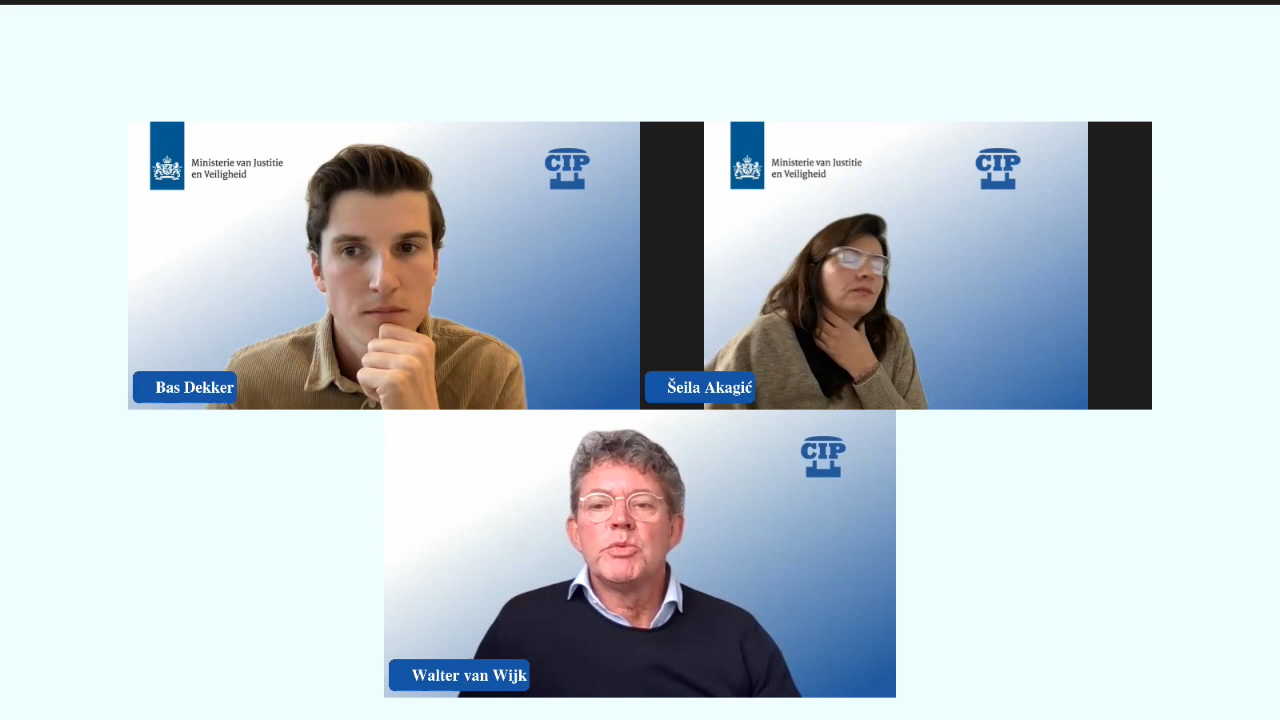 Ministerie van Justitie
en Veiligheid
CIP
Bas Dekker
Ministerie van Justitie
en Veiligheid
CIP
Šeila Akagić
CIP
Walter van Wijk